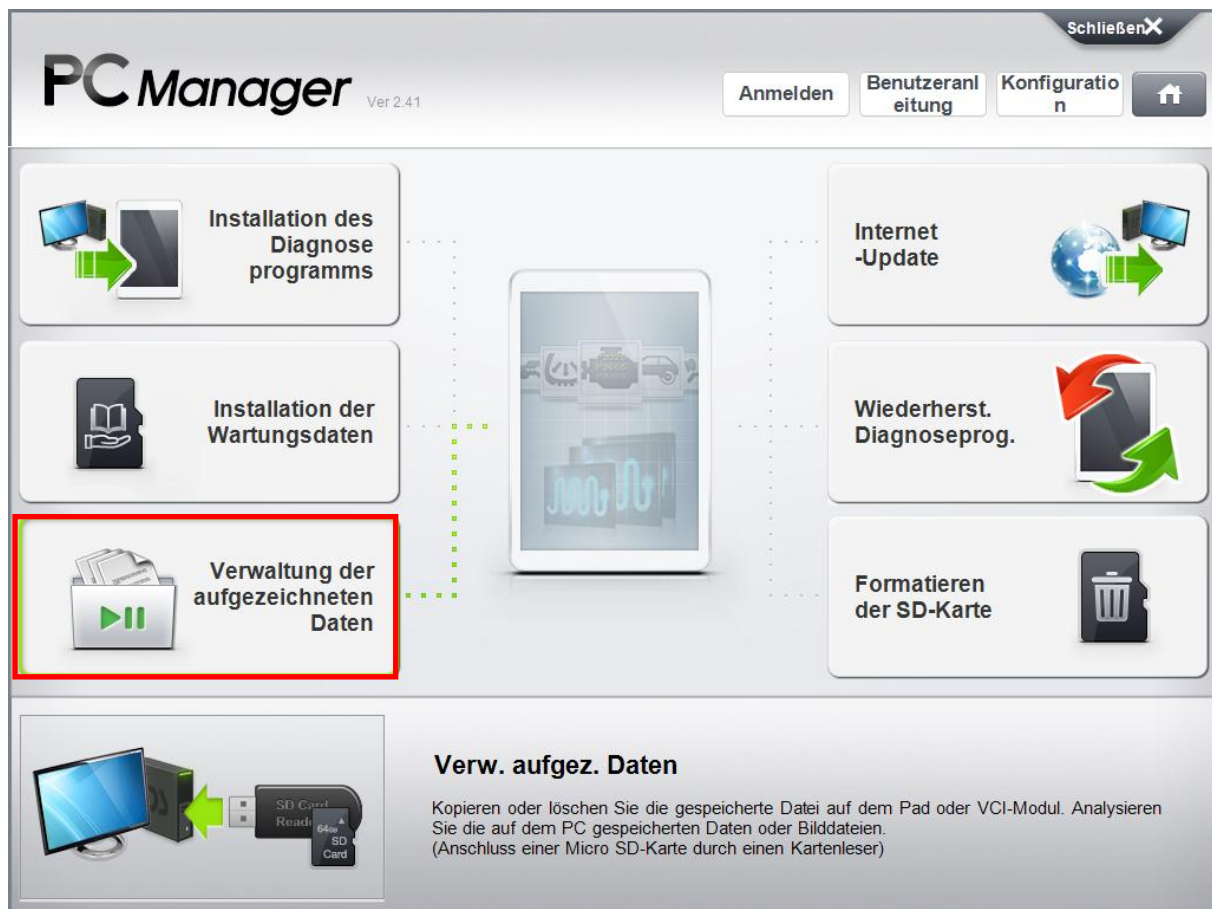 Schließen X
PC Manager Ver 2.41
Anmelden
Benutzeranl
eitung
Konfiguratio
n
Installation des
Diagnose
programms
Internet
-Update
Installation der
Wartungsdaten
Wiederherst.
Diagnoseprog.
Verwaltung der
aufgezeichneten
Daten
Formatieren
der SD-Karte
SD Card
Reader
64GB
SD
Card
Verw. aufgez. Daten
Kopieren oder löschen Sie die gespeicherte Datei auf dem Pad oder VCI-Modul. Analysieren
Sie die auf dem PC gespeicherten Daten oder Bilddateien.
(Anschluss einer Micro SD-Karte durch einen Kartenleser)